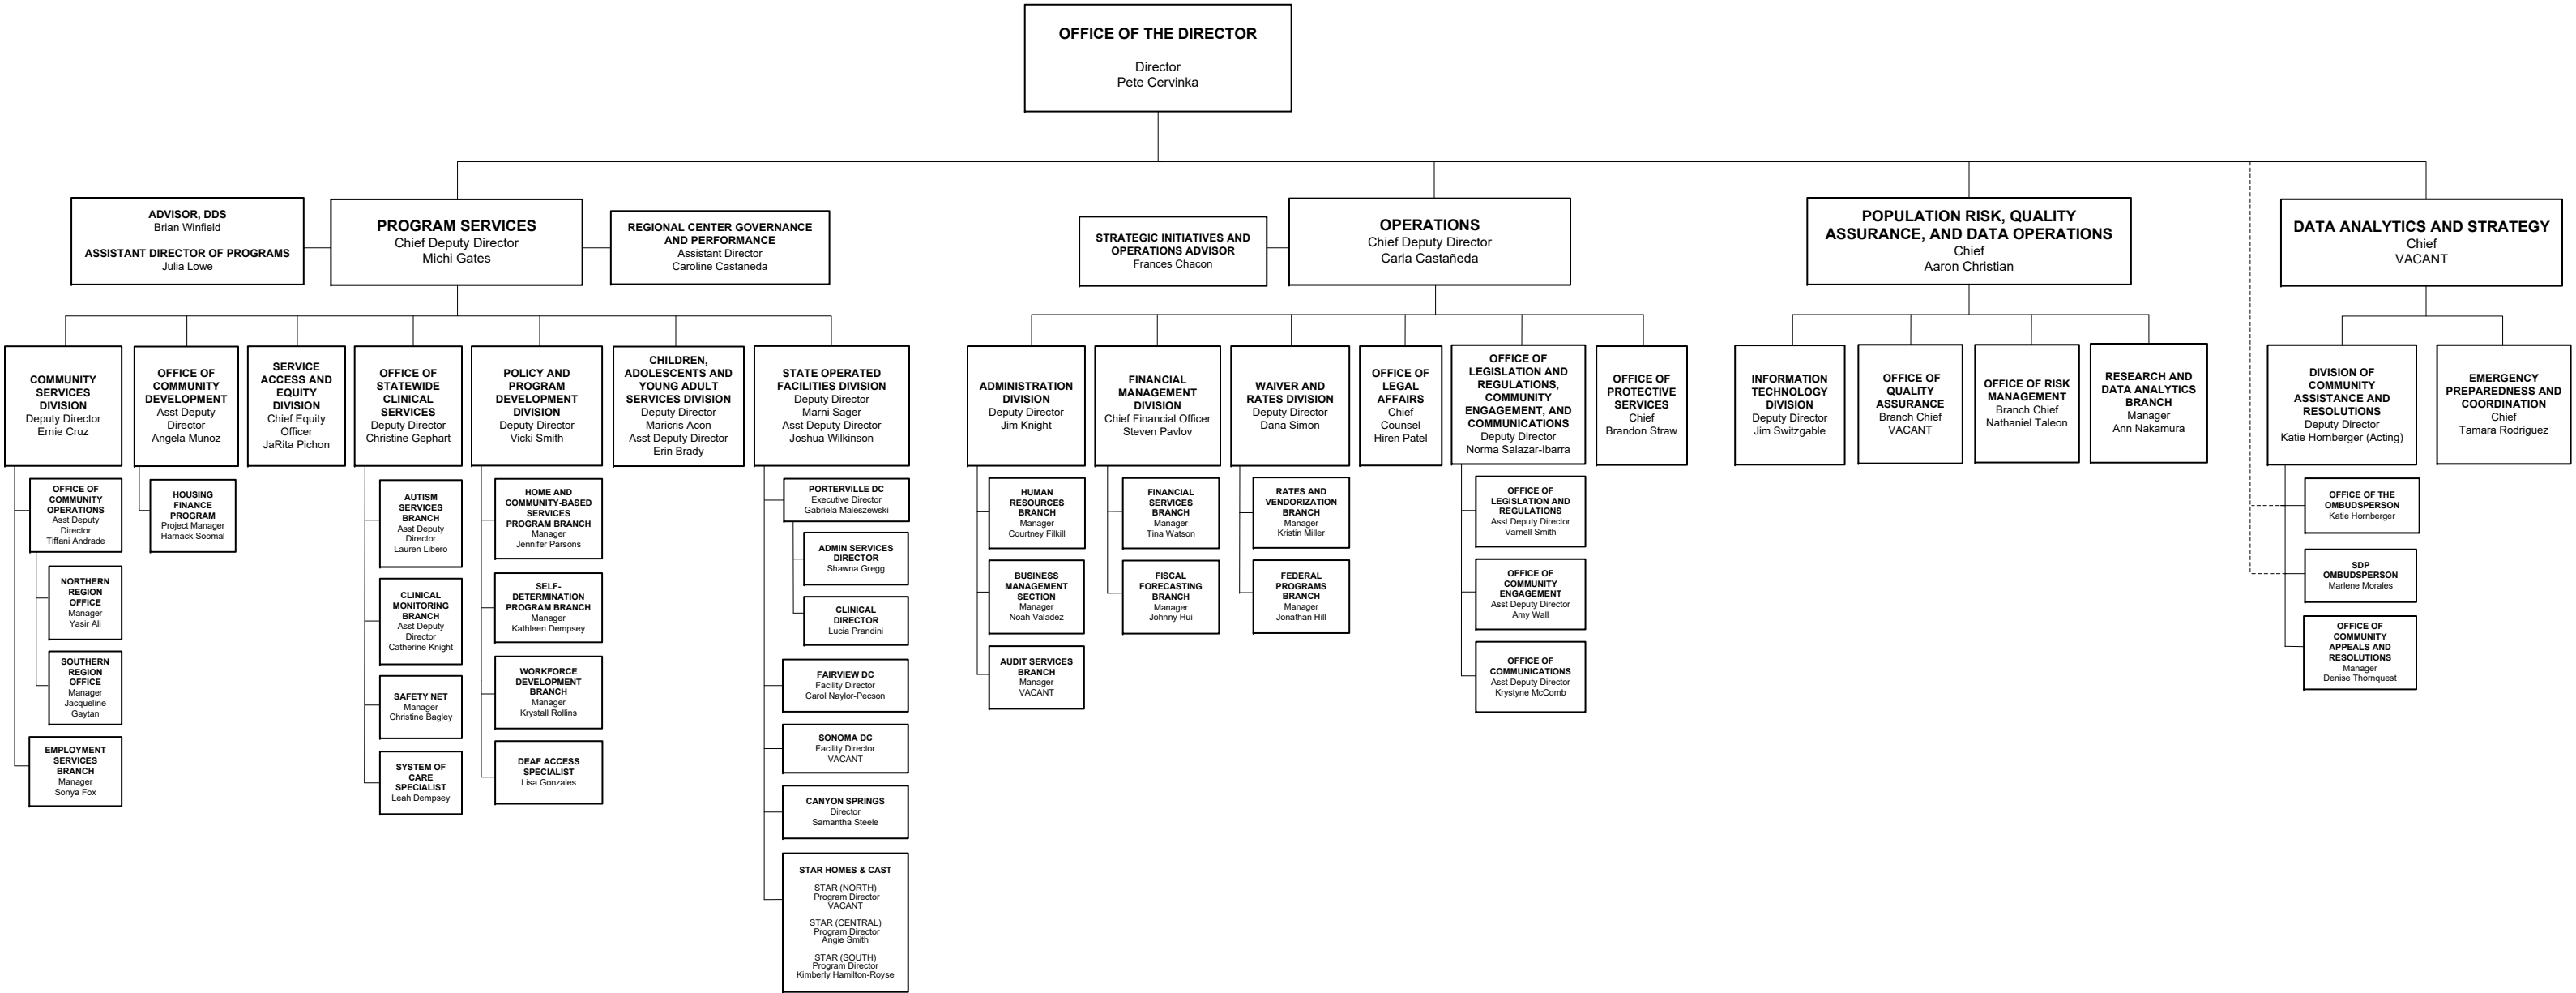 OFFICE OF THE DIRECTOR
Director
Pete Cervinka
ADVISOR, DDS
Brian Winfield
ASSISTANT DIRECTOR OF PROGRAMS
Julia Lowe
PROGRAM SERVICES
Chief Deputy Director
Michi Gates
REGIONAL CENTER GOVERNANCE
AND PERFORMANCE
Assistant Director
Caroline Castaneda
STRATEGIC INITIATIVES AND
OPERATIONS ADVISOR
Frances Chacon
OPERATIONS
Chief Deputy Director
Carla Castañeda
POPULATION RISK, QUALITY
ASSURANCE, AND DATA OPERATIONS
Chief
Aaron Christian
DATA ANALYTICS AND STRATEGY
Chief
VACANT
COMMUNITY
SERVICES
DIVISION
Deputy Director
Ernie Cruz
OFFICE OF
COMMUNITY
DEVELOPMENT
Asst Deputy
Director
Angela Munoz
SERVICE
ACCESS AND
EQUITY
DIVISION
Chief Equity
Officer
JaRita Pichon
OFFICE OF
STATEWIDE
CLINICAL
SERVICES
Deputy Director
Christine Gephart
POLICY AND
PROGRAM
DEVELOPMENT
DIVISION
Deputy Director
Vicki Smith
CHILDREN,
ADOLESCENTS AND
YOUNG ADULT
SERVICES DIVISION
Deputy Director
Maricris Acon
Asst Deputy Director
Erin Brady
STATE OPERATED
FACILITIES DIVISION
Deputy Director
Marni Sager
Asst Deputy Director
Joshua Wilkinson
ADMINISTRATION
DIVISION
Deputy Director
Jim Knight
FINANCIAL
MANAGEMENT
DIVISION
Chief Financial Officer
Steven Pavlov
WAIVER AND
RATES DIVISION
Deputy Director
Dana Simon
OFFICE OF
LEGAL
AFFAIRS
Chief
Counsel
Hiren Patel
OFFICE OF
LEGISLATION AND
REGULATIONS,
COMMUNITY
ENGAGEMENT, AND
COMMUNICATIONS
Deputy Director
Norma Salazar-Ibarra
OFFICE OF
PROTECTIVE
SERVICES
Chief
Brandon Straw
INFORMATION
TECHNOLOGY
DIVISION
Deputy Director
Jim Switzgable
OFFICE OF
QUALITY
ASSURANCE
Branch Chief
VACANT
OFFICE OF RISK
MANAGEMENT
Branch Chief
Nathaniel Taleon
RESEARCH AND
DATA ANALYTICS
BRANCH
Manager
Ann Nakamura
DIVISION OF
COMMUNITY
ASSISTANCE AND
RESOLUTIONS
Deputy Director
Katie Hornberger (Acting)
EMERGENCY
PREPAREDNESS AND
COORDINATION
Chief
Tamara Rodriguez
OFFICE OF
COMMUNITY
OPERATIONS
Asst Deputy
Director
Tiffani Andrade
NORTHERN
REGION
OFFICE
Manager
Yasir Ali
SOUTHERN
REGION
OFFICE
Manager
Jacqueline
Gaytan
EMPLOYMENT
SERVICES
BRANCH
Manager
Sonya Fox
HOUSING
FINANCE
PROGRAM
Project Manager
Harnack Soomal
AUTISM
SERVICES
BRANCH
Asst Deputy
Director
Lauren Libero
CLINICAL
MONITORING
BRANCH
Asst Deputy
Director
Catherine Knight
SAFETY NET
Manager
Christine Bagley
SYSTEM OF
CARE
SPECIALIST
Leah Dempsey
HOME AND
COMMUNITY-BASED
SERVICES
PROGRAM BRANCH
Manager
Jennifer Parsons
SELF-
DETERMINATION
PROGRAM BRANCH
Manager
Kathleen Dempsey
WORKFORCE
DEVELOPMENT
BRANCH
Manager
Krystall Rollins
DEAF ACCESS
SPECIALIST
Lisa Gonzales
PORTERVILLE DC
Executive Director
Gabriela Maleszewski
ADMIN SERVICES
DIRECTOR
Shawna Gregg
CLINICAL
DIRECTOR
Lucia Prandini
FAIRVIEW DC
Facility Director
Carol Naylor-Pecson
SONOMA DC
Facility Director
VACANT
CANYON SPRINGS
Director
Samantha Steele
STAR HOMES & CAST
STAR (NORTH)
Program Director
VACANT
STAR (CENTRAL)
Program Director
Angie Smith
STAR (SOUTH)
Program Director
Kimberly Hamilton-Royse
HUMAN
RESOURCES
BRANCH
Manager
Courtney Filkill
BUSINESS
MANAGEMENT
SECTION
Manager
Noah Valadez
AUDIT SERVICES
BRANCH
Manager
VACANT
FINANCIAL
SERVICES
BRANCH
Manager
Tina Watson
FISCAL
FORECASTING
BRANCH
Manager
Johnny Hui
RATES AND
VENDORIZATION
BRANCH
Manager
Kristin Miller
FEDERAL
PROGRAMS
BRANCH
Manager
Jonathan Hill
OFFICE OF
LEGISLATION AND
REGULATIONS
Asst Deputy Director
Varnell Smith
OFFICE OF
COMMUNITY
ENGAGEMENT
Asst Deputy Director
Amy Wall
OFFICE OF
COMMUNICATIONS
Asst Deputy Director
Krystyne McComb
OFFICE OF THE
OMBUDSPERSON
Katie Hornberger
SDP
OMBUDSPERSON
Marlene Morales
OFFICE OF
COMMUNITY
APPEALS AND
RESOLUTIONS
Manager
Denise Thornquest